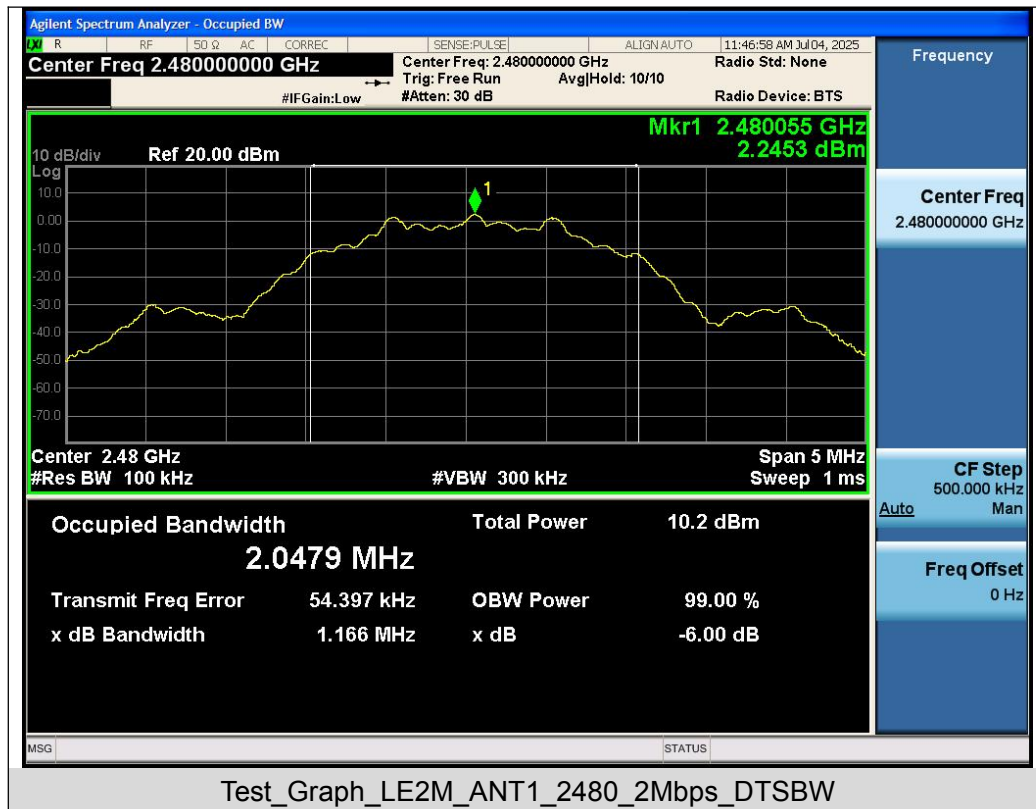 Agilent Spectrum Analyzer - Occupied BW
LXI R RF 50 Ω AC CORREC SENSE:PULSE ALIGN AUTO 11:46:58 AM Jul 04, 2025
Center Freq 2.480000000 GHz
Center Freq: 2.480000000 GHz
Radio Std: None
Trig: Free Run Avg|Hold: 10/10
#IFGain:Low #Atten: 30 dB Radio Device: BTS
Mkr1 2.480055 GHz
2.2453 dBm
10 dB/div Ref 20.00 dBm
Log
10.0
0.00
-10.0
-20.0
-30.0
-40.0
-50.0
-60.0
-70.0
1
Center 2.48 GHz Span 5 MHz
#Res BW 100 kHz #VBW 300 kHz Sweep 1 ms
Occupied Bandwidth Total Power 10.2 dBm
2.0479 MHz
Transmit Freq Error 54.397 kHz OBW Power 99.00 %
x dB Bandwidth 1.166 MHz x dB -6.00 dB
MSG STATUS
Frequency
Center Freq
2.480000000 GHz
CF Step
500.000 kHz
Auto Man
Freq Offset
0 Hz
Test_Graph_LE2M_ANT1_2480_2Mbps_DTSBW